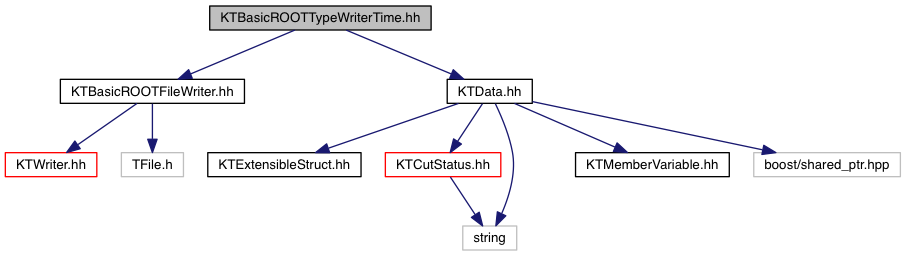 KTBasicROOTTypeWriterTime.hh
KTBasicROOTFileWriter.hh
KTData.hh
KTWriter.hh
TFile.h
KTExtensibleStruct.hh
KTCutStatus.hh
KTMemberVariable.hh
boost/shared_ptr.hpp
string